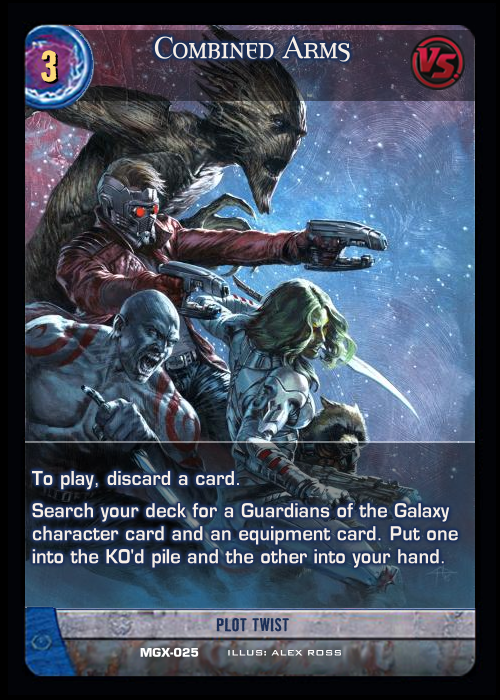 3
COMBINED ARMS
VS.
To play, discard a card.
Search your deck for a Guardians of the Galaxy
character card and an equipment card. Put one
into the KO'd pile and the other into your hand.
PLOT TWIST
MGX-025 ILLUS: ALEX ROSS